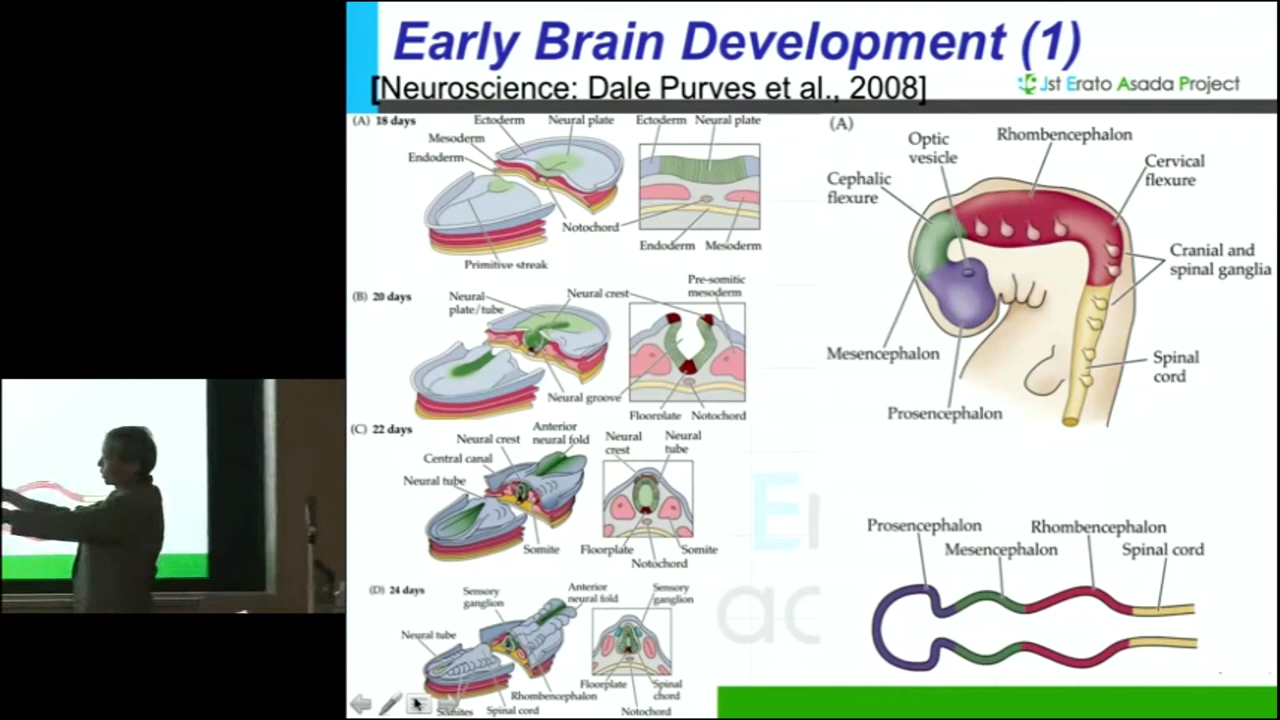 Early Brain Development (1)
[Neuroscience: Dale Purves et al., 2008]
Jst Erato Asada Project
(A) 18 days
Ectoderm
Neural plate
Mesoderm
Endoderm
Notochord
Primitive streak
Ectoderm
Neural plate
Endoderm
Mesoderm
(B) 20 days
Neural
plate/tube
Neural crest
Pre-somitic
mesoderm
Neural groove
Floorplate
Notochord
(C) 22 days
Neural crest
Anterior
neural fold
Central canal
Neural tube
Somite
Neural
crest
Neural
tube
Floorplate
Somite
Notochord
(D) 24 days
Sensory
ganglion
Anterior
neural fold
Neural tube
Rhombencephalon
Somites
Spinal cord
Sensory
ganglion
Floorplate
Spinal
chord
Notochord
(A)
Optic
vesicle
Rhombencephalon
Cephalic
flexure
Cervical
flexure
Cranial and
spinal ganglia
Mesencephalon
Spinal
cord
Prosencephalon
Prosencephalon
Mesencephalon
Rhombencephalon
Spinal cord